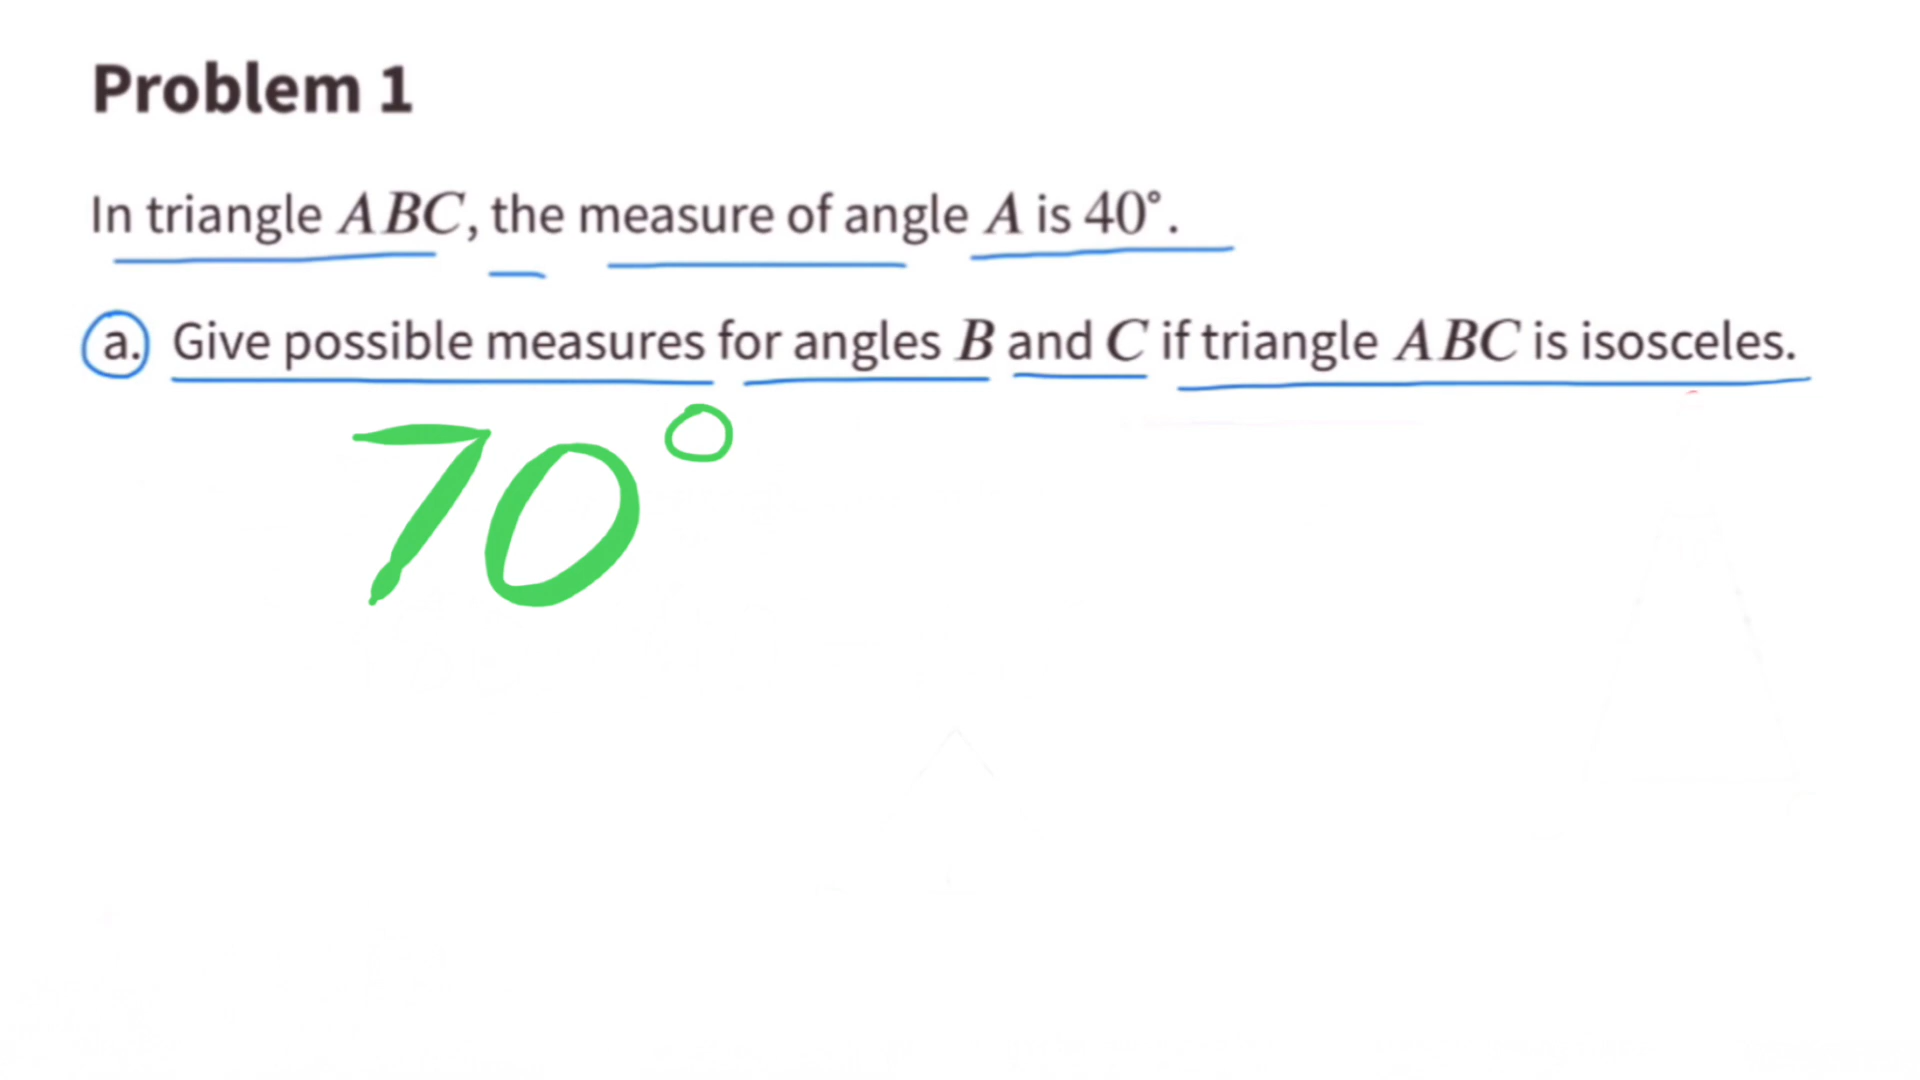 Problem 1
In triangle ABC, the measure of angle A is 40°.
a. Give possible measures for angles B and C if triangle ABC is isosceles.
70°